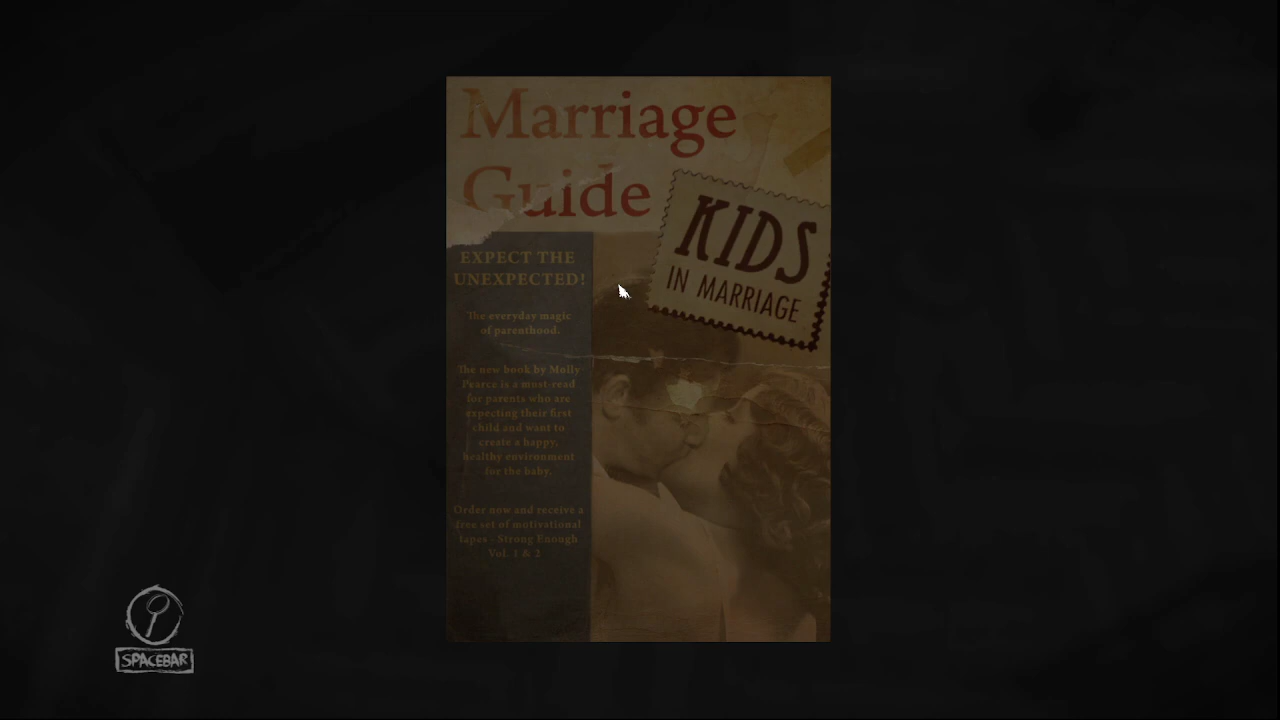 Marriage
Guide
KIDS
IN MARRIAGE
EXPECT THE
UNEXPECTED!
The everyday magic
of parenthood.
The new book by Molly
Pearce is a must-read
for parents who are
expecting their first
child and want to
create a happy,
healthy environment
for the baby.
Order now and receive a
free set of motivational
tapes - Strong Enough
Vol. 1 & 2
SPACEBAR